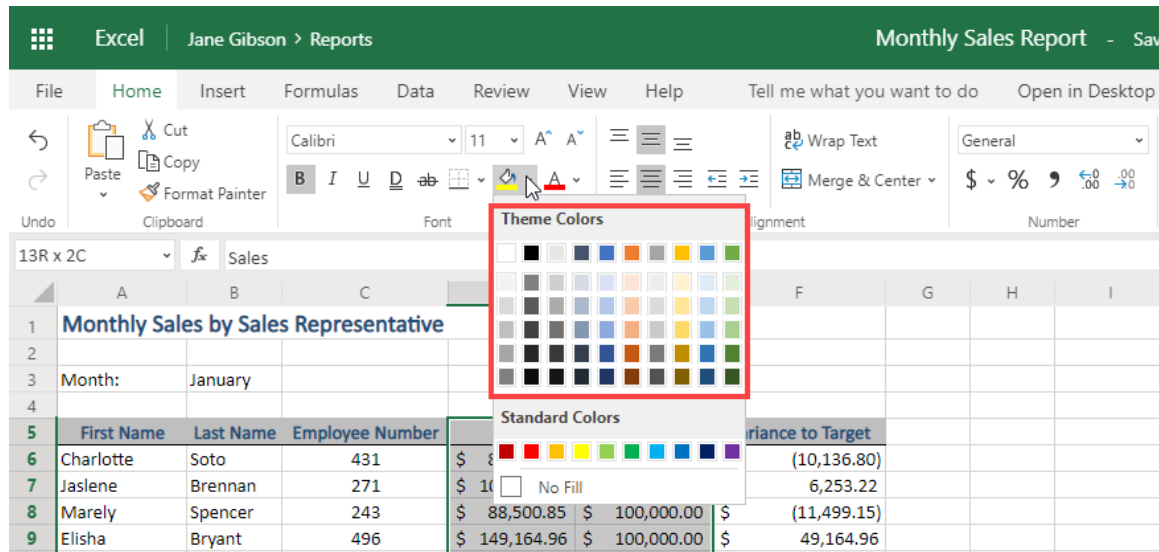 Excel Jane Gibson > Reports Monthly Sales Report -
File Home Insert Formulas Data Review View Help Tell me what you want to do Open in Desktop
Cut
Copy
Paste
Format Painter
Calibri 11 A A
B I U D ab A
ab Wrap Text
Merge & Center
General
$ % , .00 .00
Undo Clipboard Font Number
Theme Colors
13R x 2C fx Sales
A B C F G H I
1 Monthly Sales by Sales Representative
2
3 Month: January
4
Standard Colors
5 First Name Last Name Employee Number to Target
6 Charlotte Soto 431 $ (10,136.80)
7 Jaslene Brennan 271 $ 6,253.22
No Fill
8 Marely Spencer 243 $ 88,500.85 $ 100,000.00 $ (11,499.15)
9 Elisha Bryant 496 $ 149,164.96 $ 100,000.00 $ 49,164.96